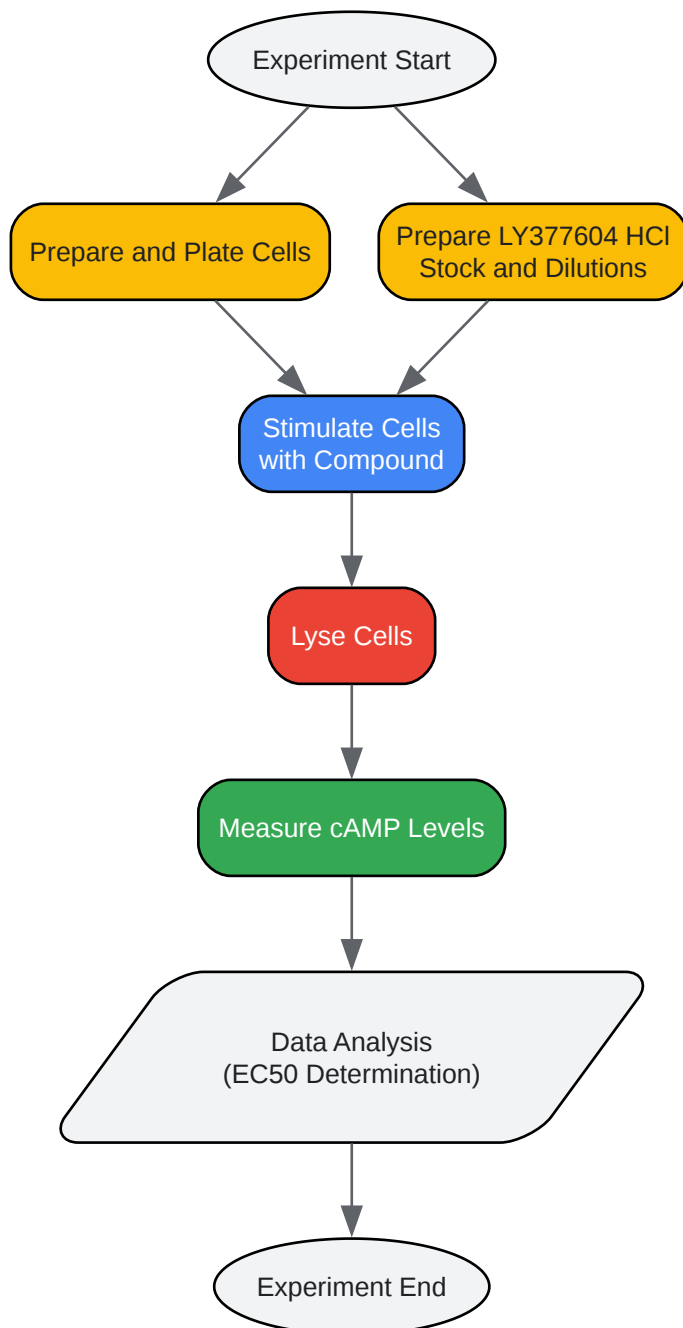 Experiment Start
Prepare and Plate Cells
Prepare LY377604 HCl
Stock and Dilutions
Stimulate Cells
with Compound
Lyse Cells
Measure cAMP Levels
Data Analysis
(EC50 Determination)
Experiment End